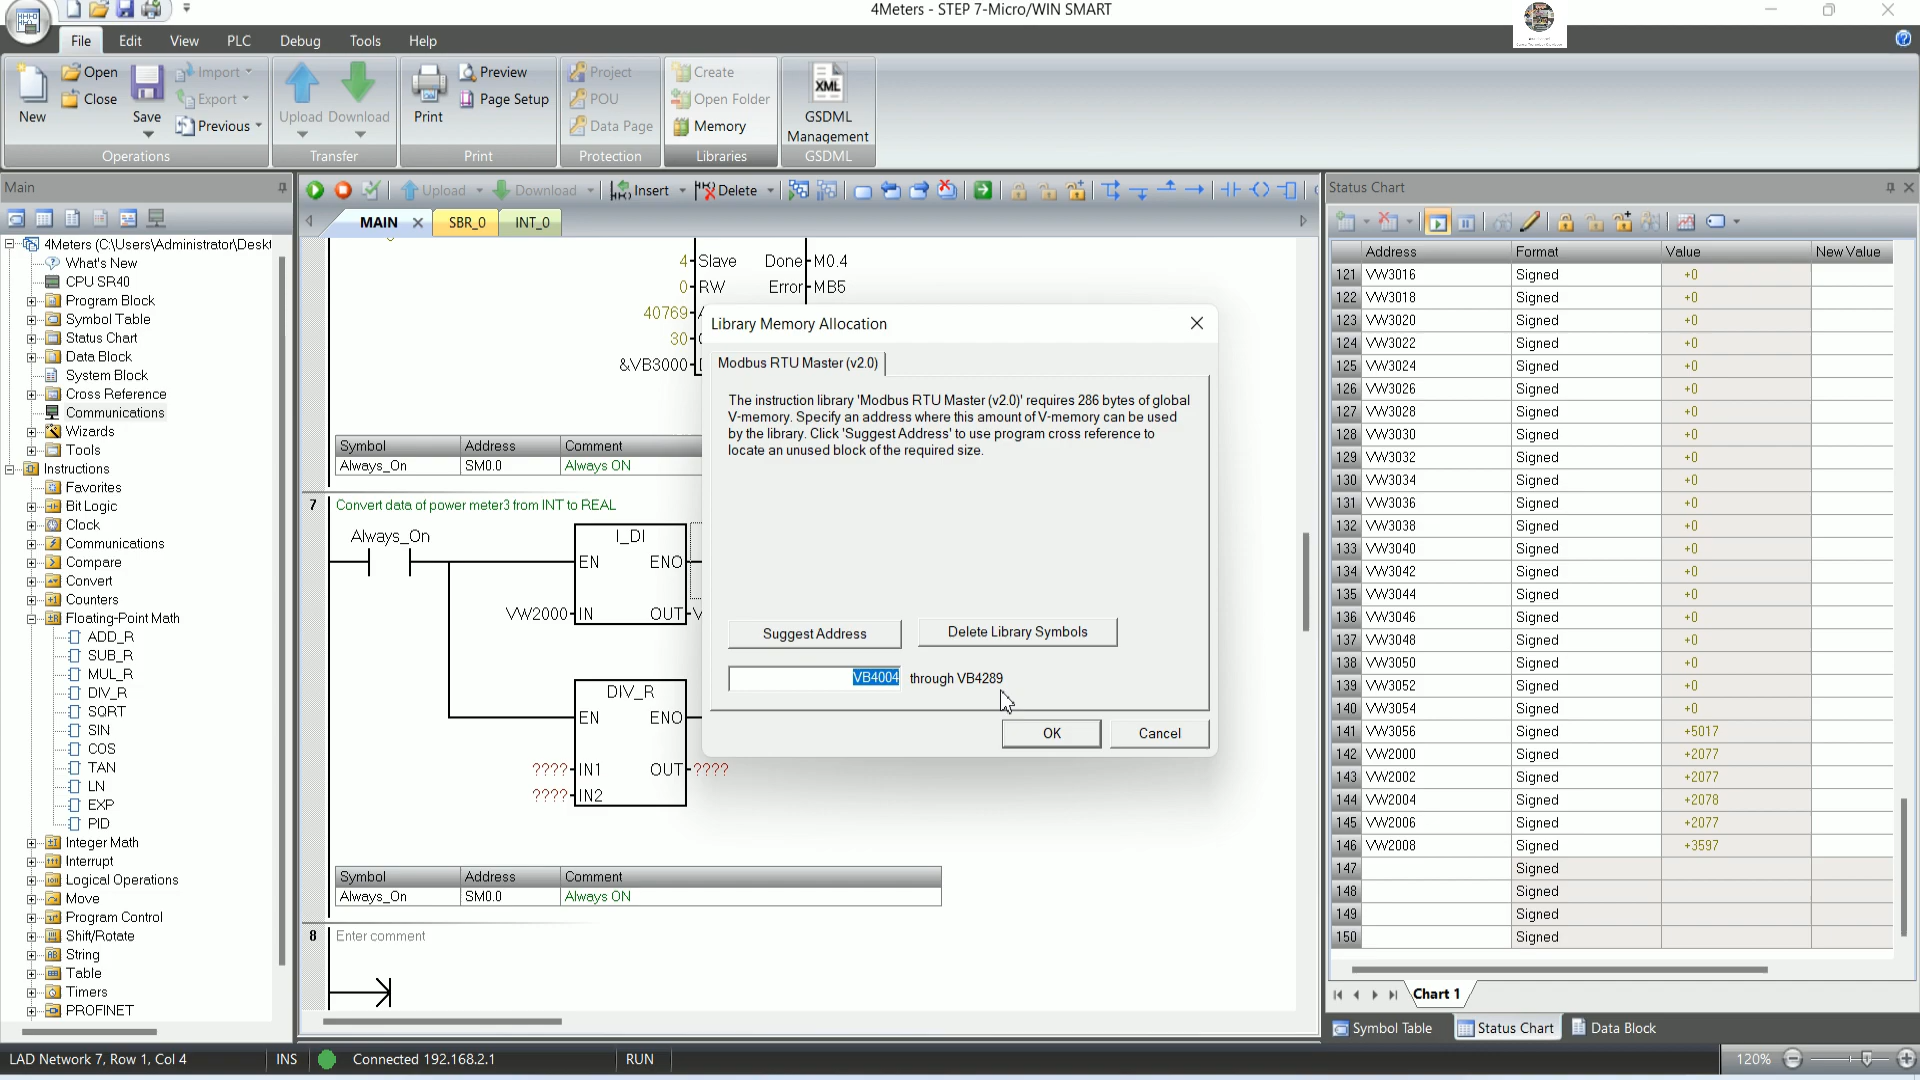 4Meters - STEP 7-Micro/WIN SMART
File Edit View PLC Debug Tools Help
New Open Close Save Import Export Previous Operations
Upload Download Transfer
Print Preview Page Setup Print
Project POU Data Page Protection
Create Open Folder Memory Libraries
XML GSDML Management GSDML
Main
4Meters (C:\Users\Administrator\Deskt
What's New
CPU SR40
Program Block
Symbol Table
Status Chart
Data Block
System Block
Cross Reference
Communications
Wizards
Tools
Instructions
Favorites
Bit Logic
Clock
Communications
Compare
Convert
Counters
Floating-Point Math
ADD_R
SUB_R
MUL_R
DIV_R
SQRT
SIN
COS
TAN
LN
EXP
PID
Integer Math
Interrupt
Logical Operations
Move
Program Control
Shift/Rotate
String
Table
Timers
PROFINET
Upload Download Insert Delete
MAIN SBR_0 INT_0
4 Slave Done M0.4
0 RW Error MB5
40769
30
&VB3000
Symbol Address Comment
Always_On SM0.0 Always ON
7 Convert data of power meter3 from INT to REAL
Always_On I_DI
EN ENO
VW2000 IN OUT
DIV_R
EN ENO
???? IN1 OUT ????
???? IN2
Symbol Address Comment
Always_On SM0.0 Always ON
8 Enter comment
Library Memory Allocation
Modbus RTU Master (v2.0)
The instruction library 'Modbus RTU Master (v2.0)' requires 286 bytes of global
V-memory. Specify an address where this amount of V-memory can be used
by the library. Click 'Suggest Address' to use program cross reference to
locate an unused block of the required size.
Suggest Address Delete Library Symbols
VB4004 through VB4289
OK Cancel
Status Chart
Address Format Value New Value
121 VW3016 Signed +0
122 VW3018 Signed +0
123 VW3020 Signed +0
124 VW3022 Signed +0
125 VW3024 Signed +0
126 VW3026 Signed +0
127 VW3028 Signed +0
128 VW3030 Signed +0
129 VW3032 Signed +0
130 VW3034 Signed +0
131 VW3036 Signed +0
132 VW3038 Signed +0
133 VW3040 Signed +0
134 VW3042 Signed +0
135 VW3044 Signed +0
136 VW3046 Signed +0
137 VW3048 Signed +0
138 VW3050 Signed +0
139 VW3052 Signed +0
140 VW3054 Signed +0
141 VW3056 Signed +5017
142 VW2000 Signed +2077
143 VW2002 Signed +2077
144 VW2004 Signed +2078
145 VW2006 Signed +2077
146 VW2008 Signed +3597
147 Signed
148 Signed
149 Signed
150 Signed
Chart 1
Symbol Table Status Chart Data Block
LAD Network 7, Row 1, Col 4 INS Connected 192.168.2.1 RUN 120%